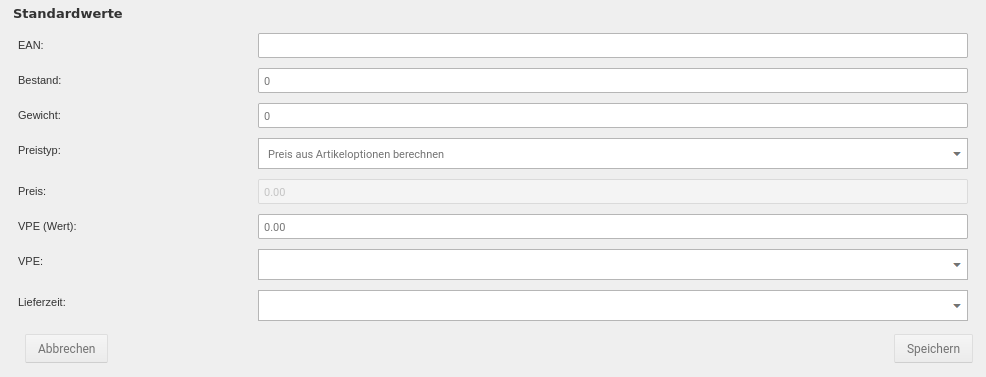 Standardwerte
EAN:
Bestand: 0
Gewicht: 0
Preistyp: Preis aus Artikeloptionen berechnen
Preis: 0.00
VPE (Wert): 0.00
VPE:
Lieferzeit:
Abbrechen Speichern